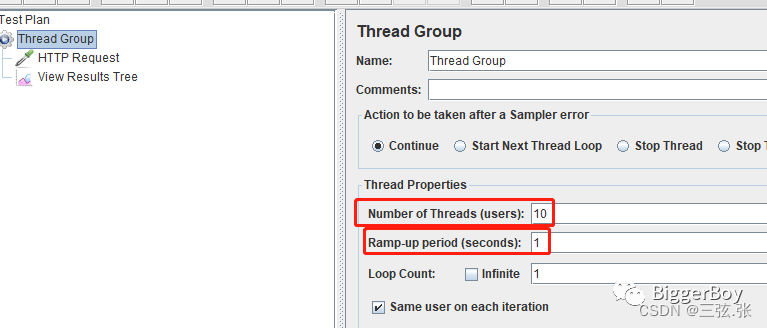 Test Plan
Thread Group
HTTP Request
View Results Tree
Thread Group
Name: Thread Group
Comments:
Action to be taken after a Sampler error
Continue Start Next Thread Loop Stop Thread Stop T
Thread Properties
Number of Threads (users): 10
Ramp-up period (seconds): 1
Loop Count: Infinite 1
BiggerBoy
Same user on each iteration
CSDN @三弦.张